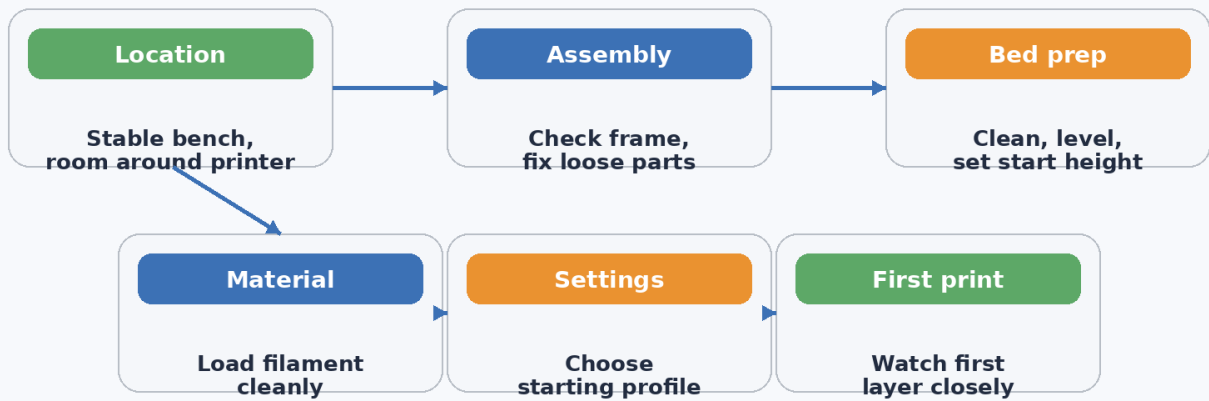 Location
Stable bench,
room around printer
Assembly
Check frame,
fix loose parts
Bed prep
Clean, level,
set start height
Material
Load filament
cleanly
Settings
Choose
starting profile
First print
Watch first
layer closely